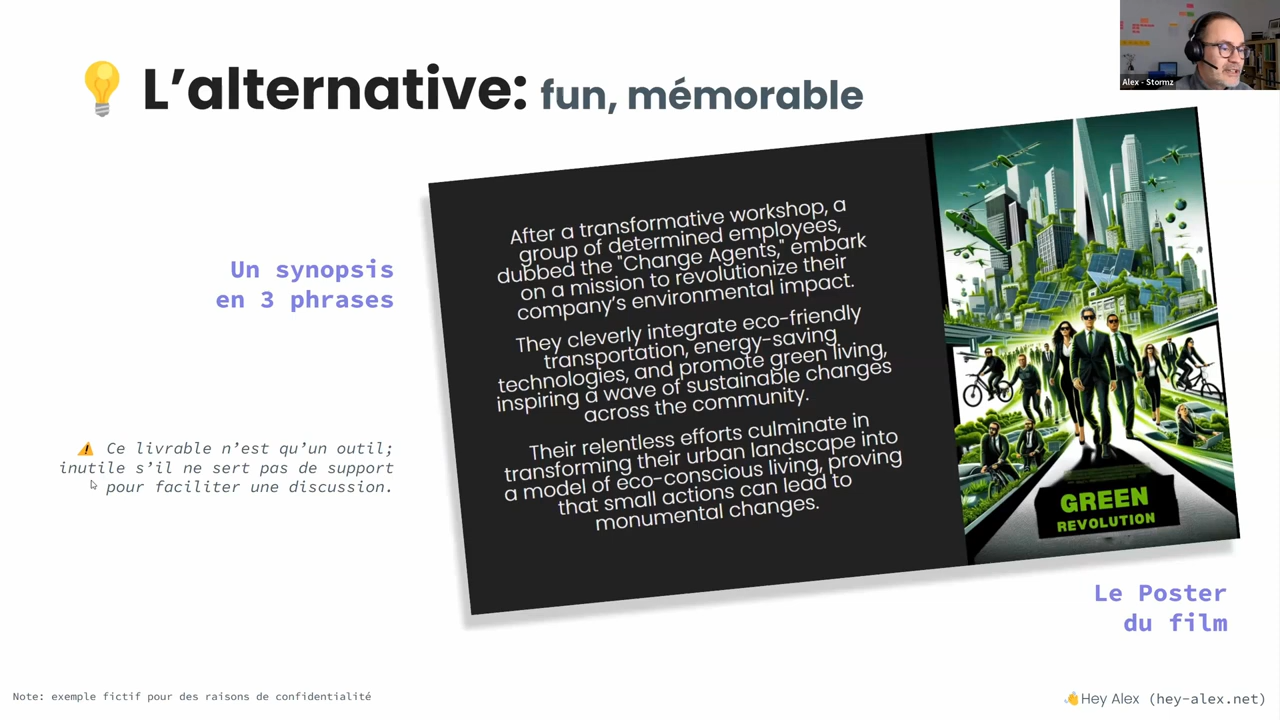 Alex - Stormz
L’alternative: fun, mémorable
Un synopsis
en 3 phrases
After a transformative workshop, a
group of determined employees,
dubbed the "Change Agents," embark
on a mission to revolutionize their
company’s environmental impact.
They cleverly integrate eco-friendly
transportation, energy-saving
technologies, and promote green living,
inspiring a wave of sustainable changes
across the community.
Their relentless efforts culminate in
transforming their urban landscape into
a model of eco-conscious living, proving
that small actions can lead to
monumental changes.
GREEN
REVOLUTION
Ce livrable n’est qu’un outil;
inutile s’il ne sert pas de support
pour faciliter une discussion.
Le Poster
du film
Note: exemple fictif pour des raisons de confidentialité
Hey Alex (hey-alex.net)